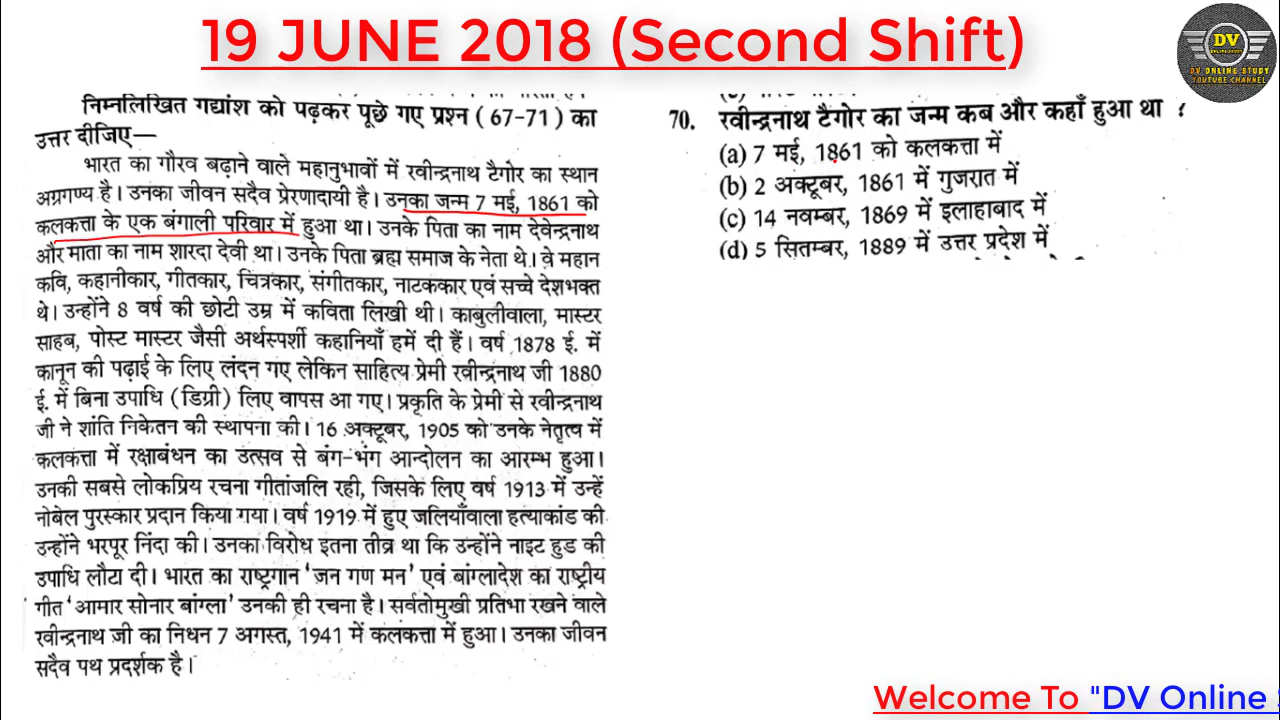 19 JUNE 2018 (Second Shift)
DV
ONLINE STUDY
DV ONLINE STUDY
YOUTUBE CHANNEL
निम्नलिखित गद्यांश को पढ़कर पूछे गए प्रश्न (67-71) का
उत्तर दीजिए—
भारत का गौरव बढ़ाने वाले महानुभावों में रवीन्द्रनाथ टैगोर का स्थान
अग्रगण्य है। उनका जीवन सदैव प्रेरणादायी है। उनका जन्म 7 मई, 1861 को
कलकत्ता के एक बंगाली परिवार में हुआ था। उनके पिता का नाम देवेन्द्रनाथ
और माता का नाम शारदा देवी था। उनके पिता ब्रह्म समाज के नेता थे। वे महान
कवि, कहानीकार, गीतकार, चित्रकार, संगीतकार, नाटककार एवं सच्चे देशभक्त
थे। उन्होंने 8 वर्ष की छोटी उम्र में कविता लिखी थी। काबुलीवाला, मास्टर
साहब, पोस्ट मास्टर जैसी अर्थस्पर्शी कहानियाँ हमें दी हैं। वर्ष 1878 ई. में
कानून की पढ़ाई के लिए लंदन गए लेकिन साहित्य प्रेमी रवीन्द्रनाथ जी 1880
ई. में बिना उपाधि (डिग्री) लिए वापस आ गए। प्रकृति के प्रेमी से रवीन्द्रनाथ
जी ने शांति निकेतन की स्थापना की। 16 अक्टूबर, 1905 को उनके नेतृत्व में
कलकत्ता में रक्षाबंधन का उत्सव से बंग-भंग आन्दोलन का आरम्भ हुआ।
उनकी सबसे लोकप्रिय रचना गीतांजलि रही, जिसके लिए वर्ष 1913 में उन्हें
नोबेल पुरस्कार प्रदान किया गया। वर्ष 1919 में हुए जलियाँवाला हत्याकांड की
उन्होंने भरपूर निंदा की। उनका विरोध इतना तीव्र था कि उन्होंने नाइट हुड की
उपाधि लौटा दी। भारत का राष्ट्रगान 'जन गण मन' एवं बांग्लादेश का राष्ट्रीय
गीत 'आमार सोनार बांग्ला' उनकी ही रचना है। सर्वतोमुखी प्रतिभा रखने वाले
रवीन्द्रनाथ जी का निधन 7 अगस्त, 1941 में कलकत्ता में हुआ। उनका जीवन
सदैव पथ प्रदर्शक है।
70. रवीन्द्रनाथ टैगोर का जन्म कब और कहाँ हुआ था ?
(a) 7 मई, 1861 को कलकत्ता में
(b) 2 अक्टूबर, 1861 में गुजरात में
(c) 14 नवम्बर, 1869 में इलाहाबाद में
(d) 5 सितम्बर, 1889 में उत्तर प्रदेश में
Welcome To "DV Online